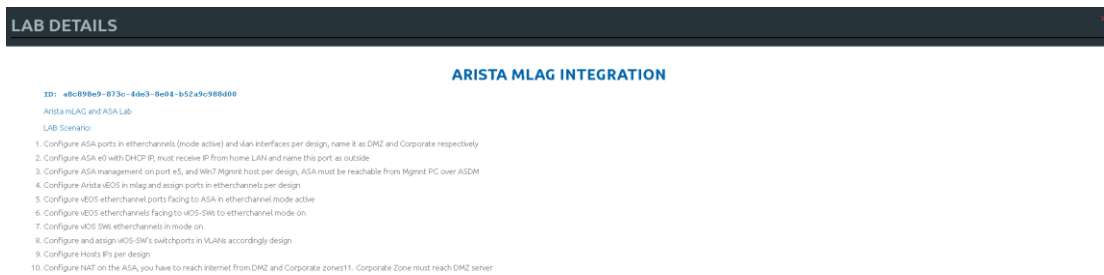 LAB DETAILS
ARISTA MLAG INTEGRATION
ID: a8c898e9-873c-4de3-8e04-b52a9c988d00
Arista mLAG and ASA Lab
LAB Scenario:
1. Configure ASA ports in etherchannels (mode active) and vlan interfaces per design, name it as DMZ and Corporate respectively
2. Configure ASA e0 with DHCP IP, must receive IP from home LAN and name this port as outside
3. Configure ASA management on port e5, and Win7 Mgmnt host per design, ASA must be reachable from Mgmnt PC over ASDM
4. Configure Arista vEOS in mlag and assign ports in etherchannels per design
5. Configure vEOS etherchannel ports facing to ASA in etherchannel mode active
6. Configure vEOS etherchannels facing to vIOS-SWs to etherchannel mode on
7. Configure vIOS SWs etherchannels in mode on
8. Configure and assign vIOS-SW's switchports in VLANs accordingly design
9. Configure Hosts IPs per design
10. Configure NAT on the ASA, you have to reach internet from DMZ and Corporate zones11. Corporate Zone must reach DMZ server